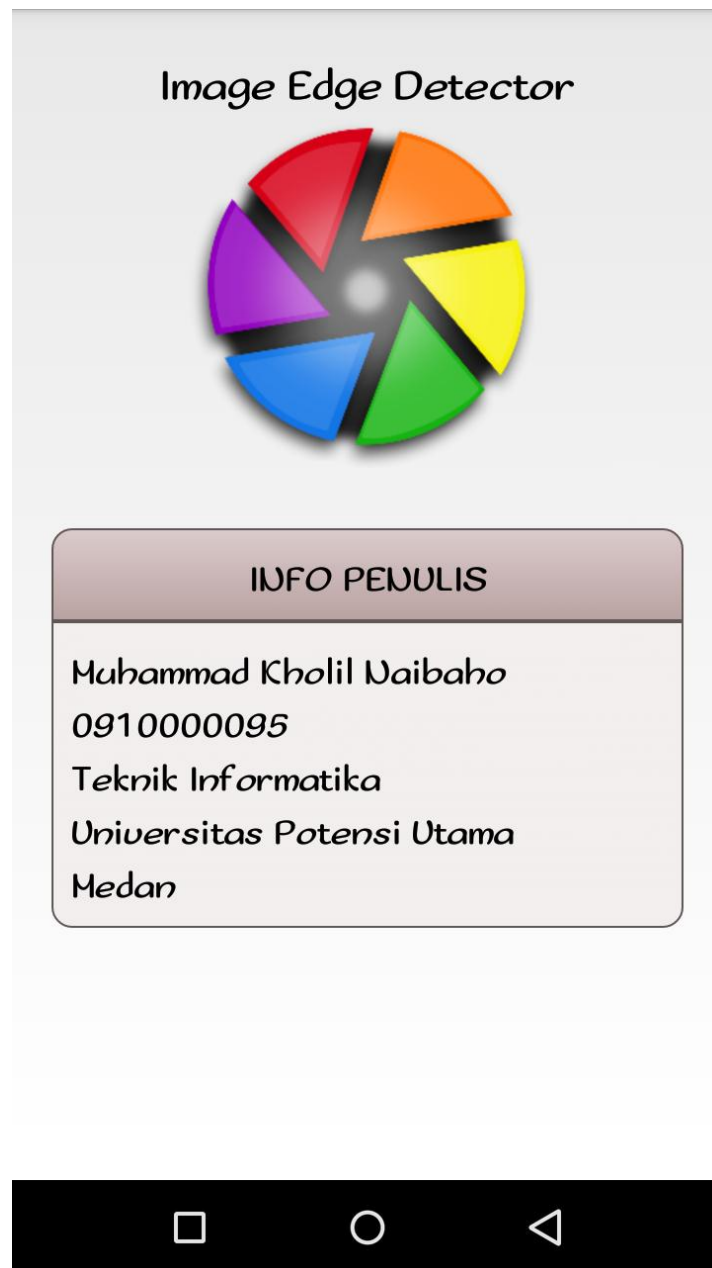 Image Edge Detector
INFO PENULIS
Muhammad Kholil Naibaho
0910000095
Teknik Informatika
Universitas Potensi Utama
Medan